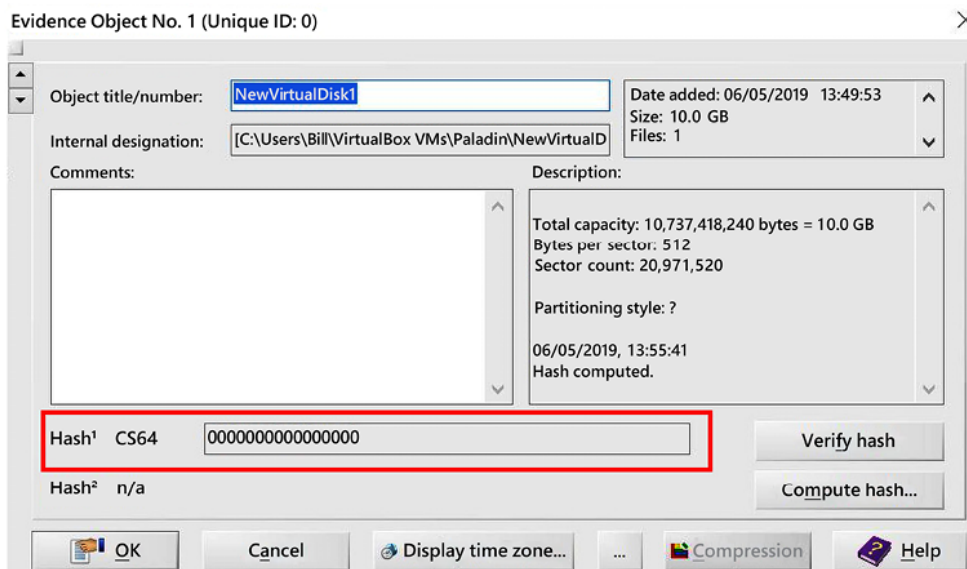 Evidence Object No. 1 (Unique ID: 0)
Object title/number:
NewVirtualDisk1
Date added: 06/05/2019 13:49:53
Size: 10.0 GB
Files: 1
Internal designation:
[C:\Users\Bill\VirtualBox VMs\Paladin\NewVirtualD
Comments:
Description:
Total capacity: 10,737,418,240 bytes = 10.0 GB
Bytes per sector: 512
Sector count: 20,971,520
Partitioning style: ?
06/05/2019, 13:55:41
Hash computed.
Hash¹ CS64
0000000000000000
Verify hash
Hash² n/a
Compute hash...
OK
Cancel
Display time zone...
...
Compression
Help